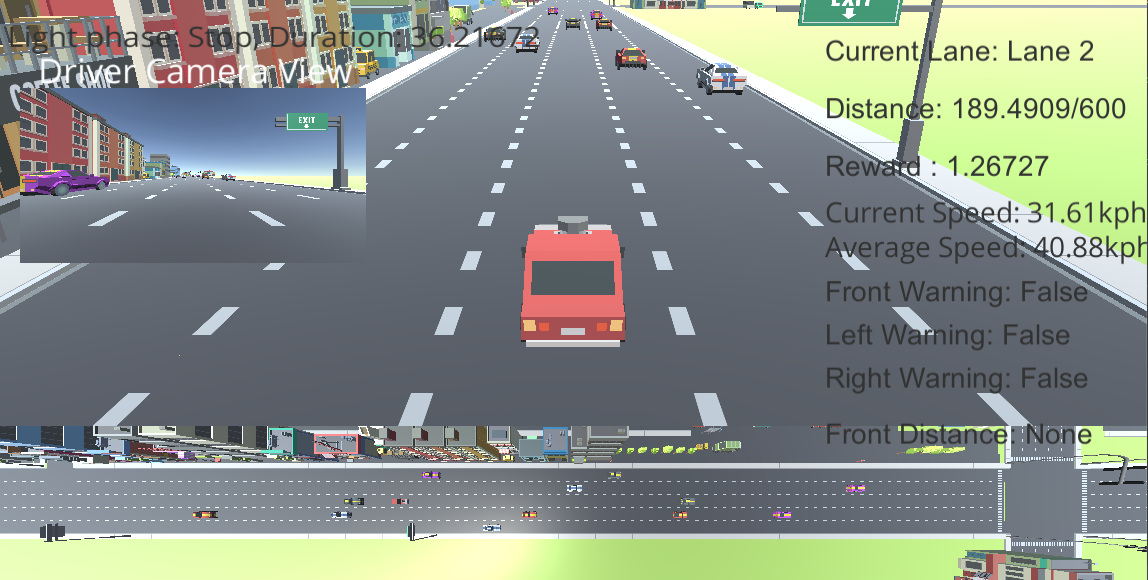 Light phase: Stop, Duration: 36.21673
Driver Camera View
EXIT
EXIT
Current Lane: Lane 2
Distance: 189.4909/600
Reward : 1.26727
Current Speed: 31.61kph
Average Speed: 40.88kph
Front Warning: False
Left Warning: False
Right Warning: False
Front Distance: None